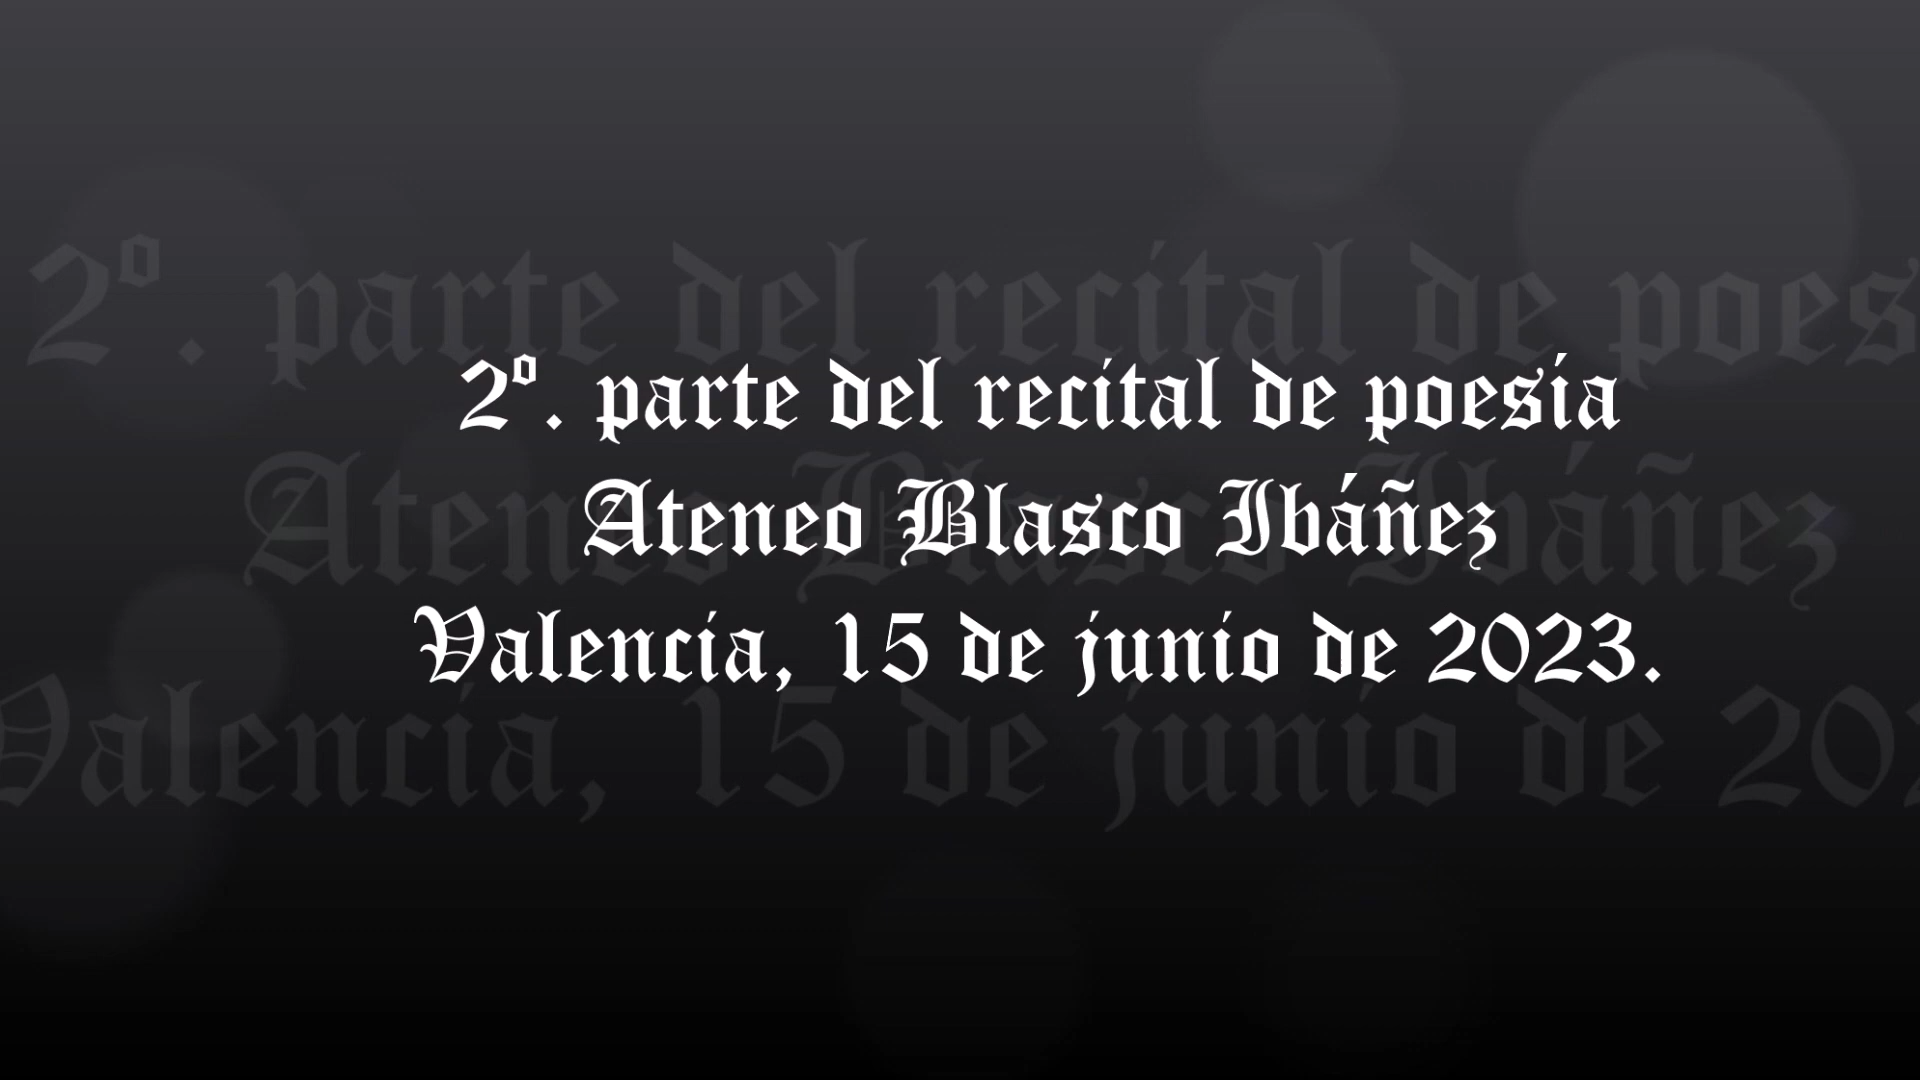 2º. parte del recital de poesía
Ateneo Blasco Ibáñez
Valencia, 15 de junio de 2023.